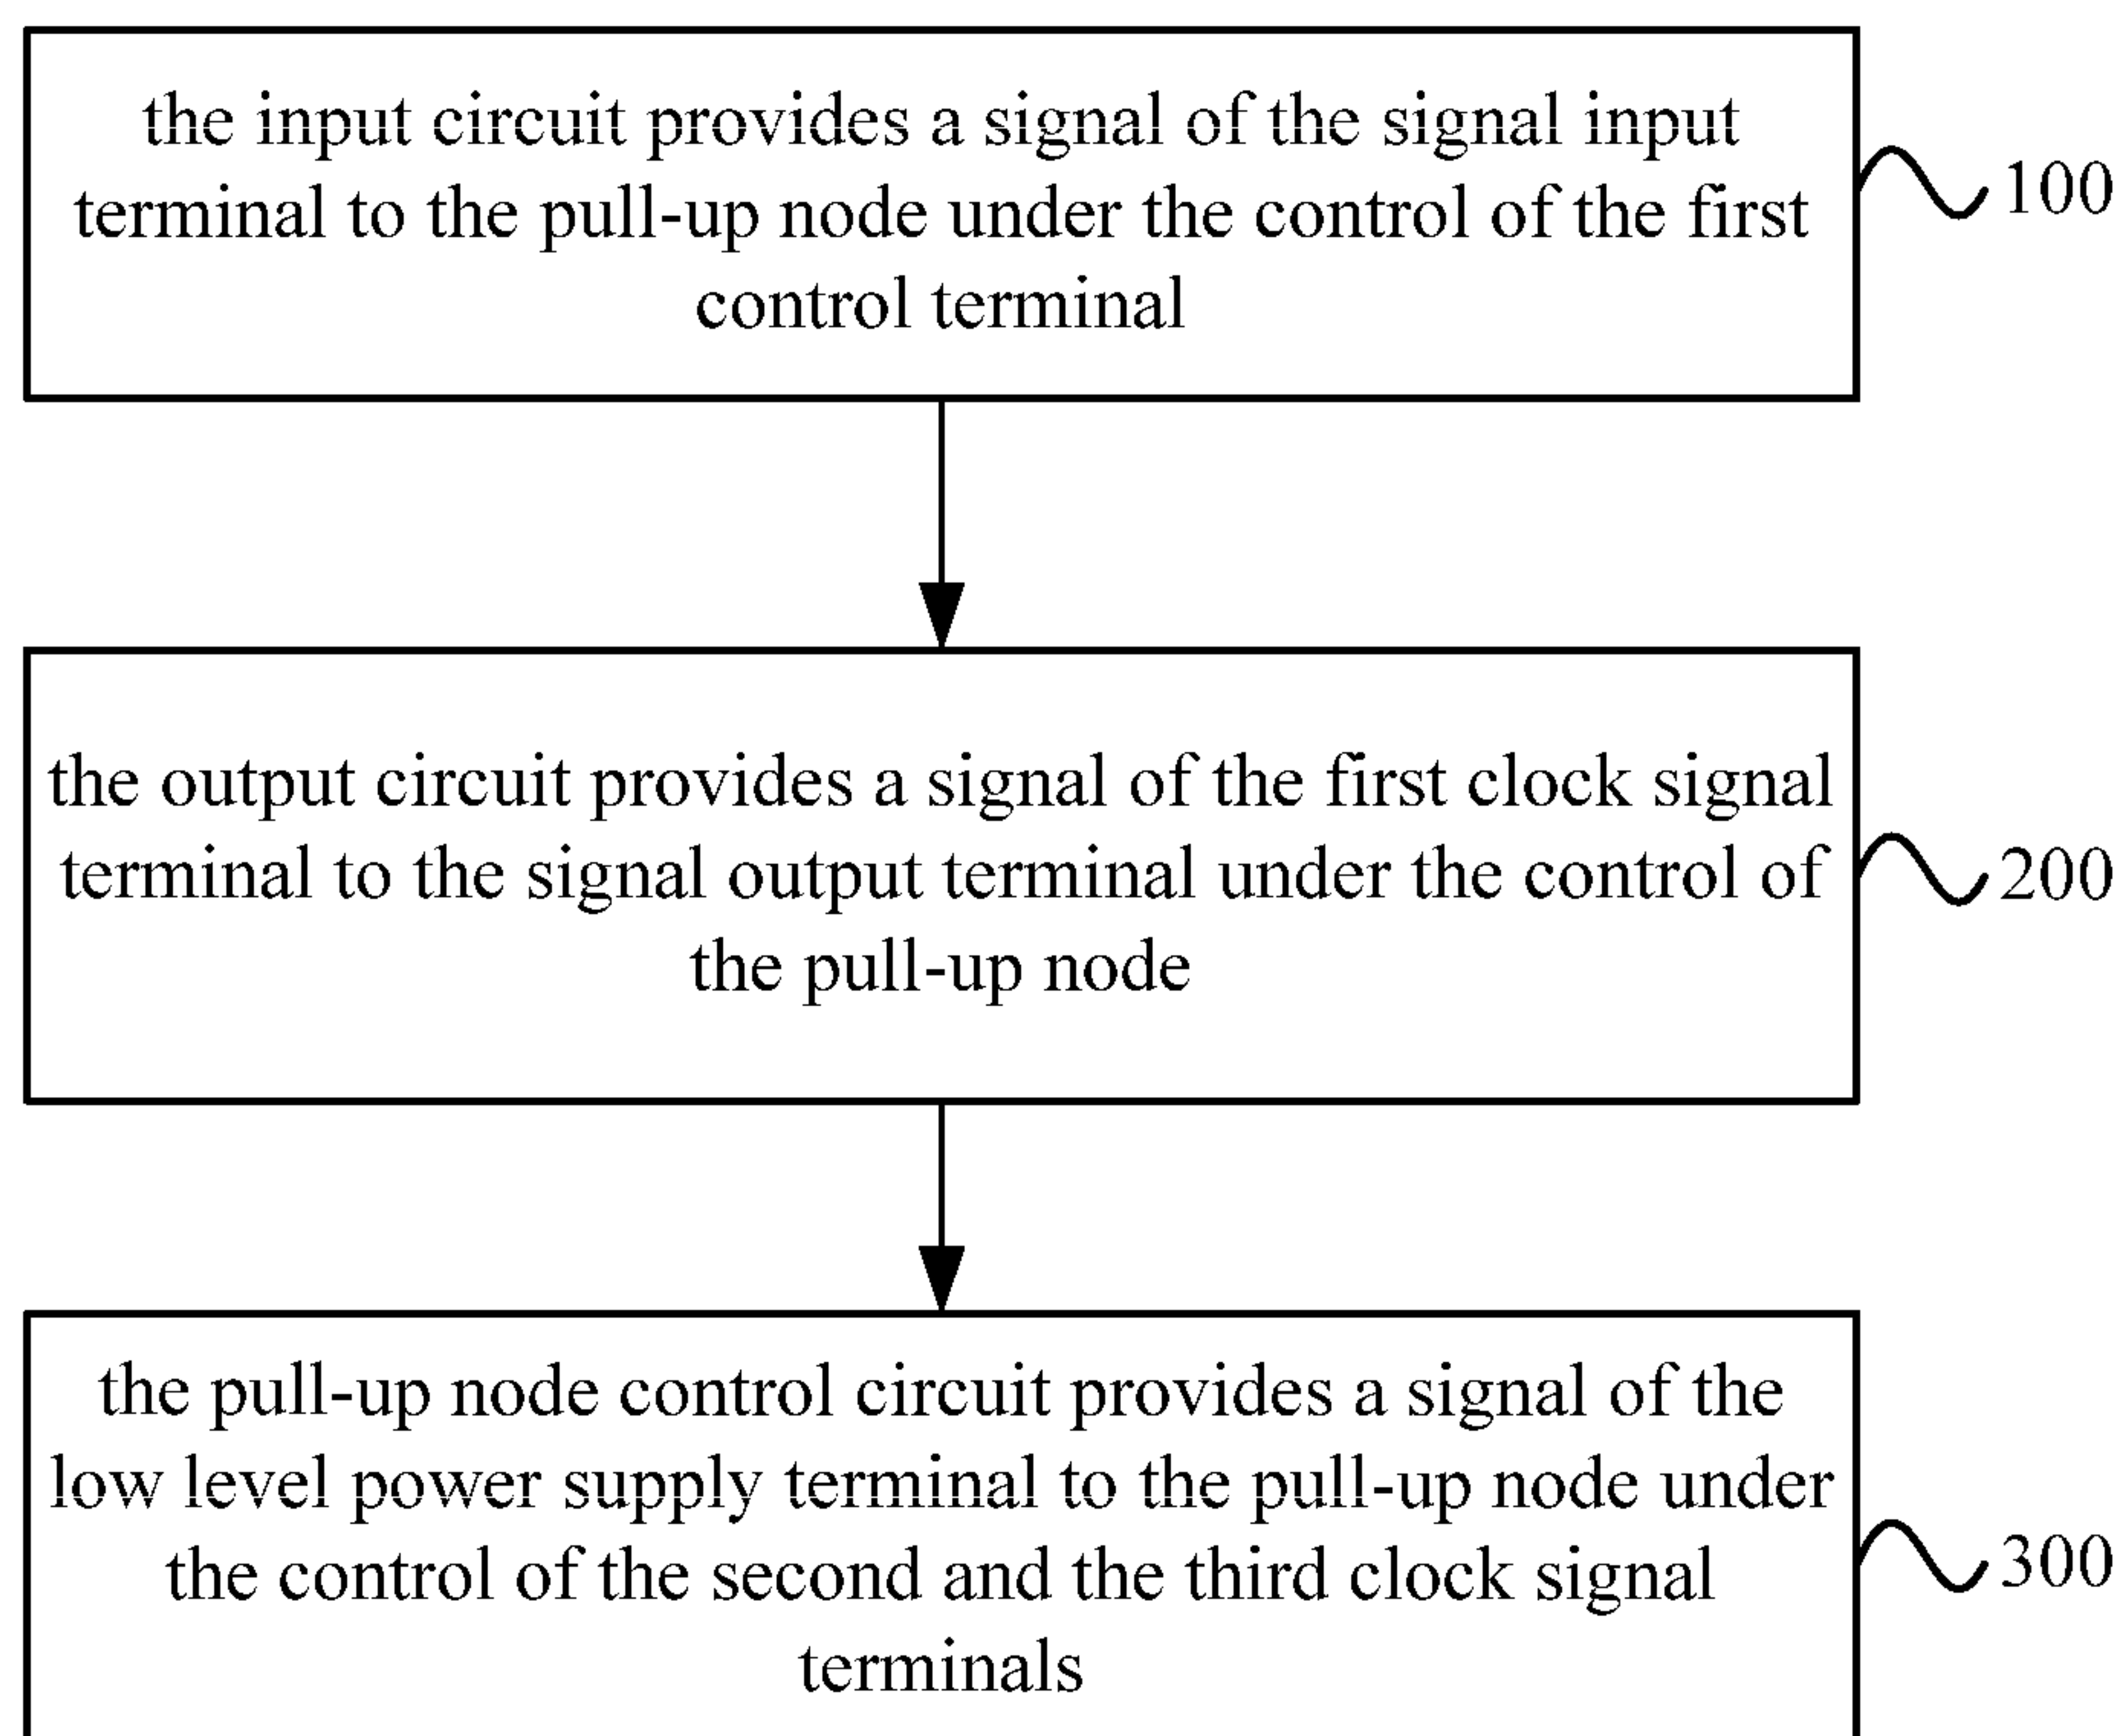 the input circuit provides a signal of the signal input
terminal to the pull-up node under the control of the first
control terminal
100
the output circuit provides a signal of the first clock signal
terminal to the signal output terminal under the control of
the pull-up node
200
the pull-up node control circuit provides a signal of the
low level power supply terminal to the pull-up node under
the control of the second and the third clock signal
terminals
300